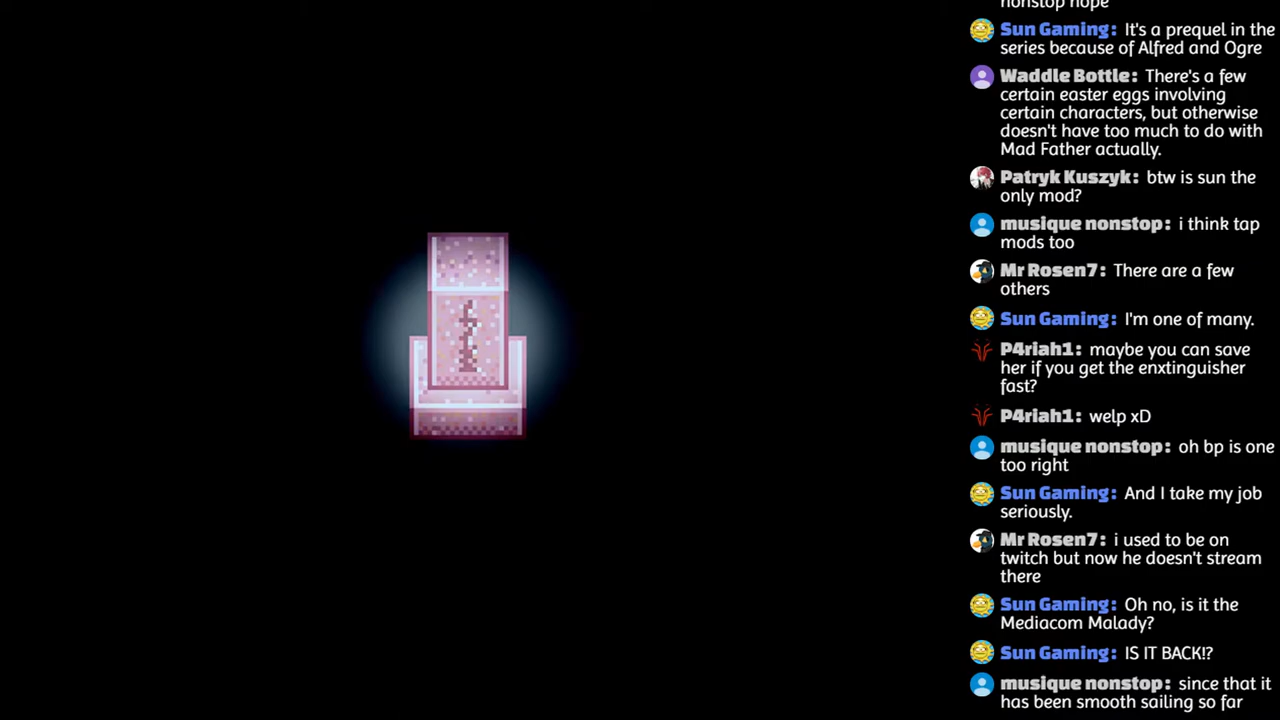 nonstop nope
Sun Gaming: It's a prequel in the
series because of Alfred and Ogre
Waddle Bottle: There's a few
certain easter eggs involving
certain characters, but otherwise
doesn't have too much to do with
Mad Father actually.
Patryk Kuszyk: btw is sun the
only mod?
musique nonstop: i think tap
mods too
Mr Rosen7: There are a few
others
Sun Gaming: I'm one of many.
P4riah1: maybe you can save
her if you get the enxtinguisher
fast?
P4riah1: welp xD
musique nonstop: oh bp is one
too right
Sun Gaming: And I take my job
seriously.
Mr Rosen7: i used to be on
twitch but now he doesn't stream
there
Sun Gaming: Oh no, is it the
Mediacom Malady?
Sun Gaming: IS IT BACK!?
musique nonstop: since that it
has been smooth sailing so far